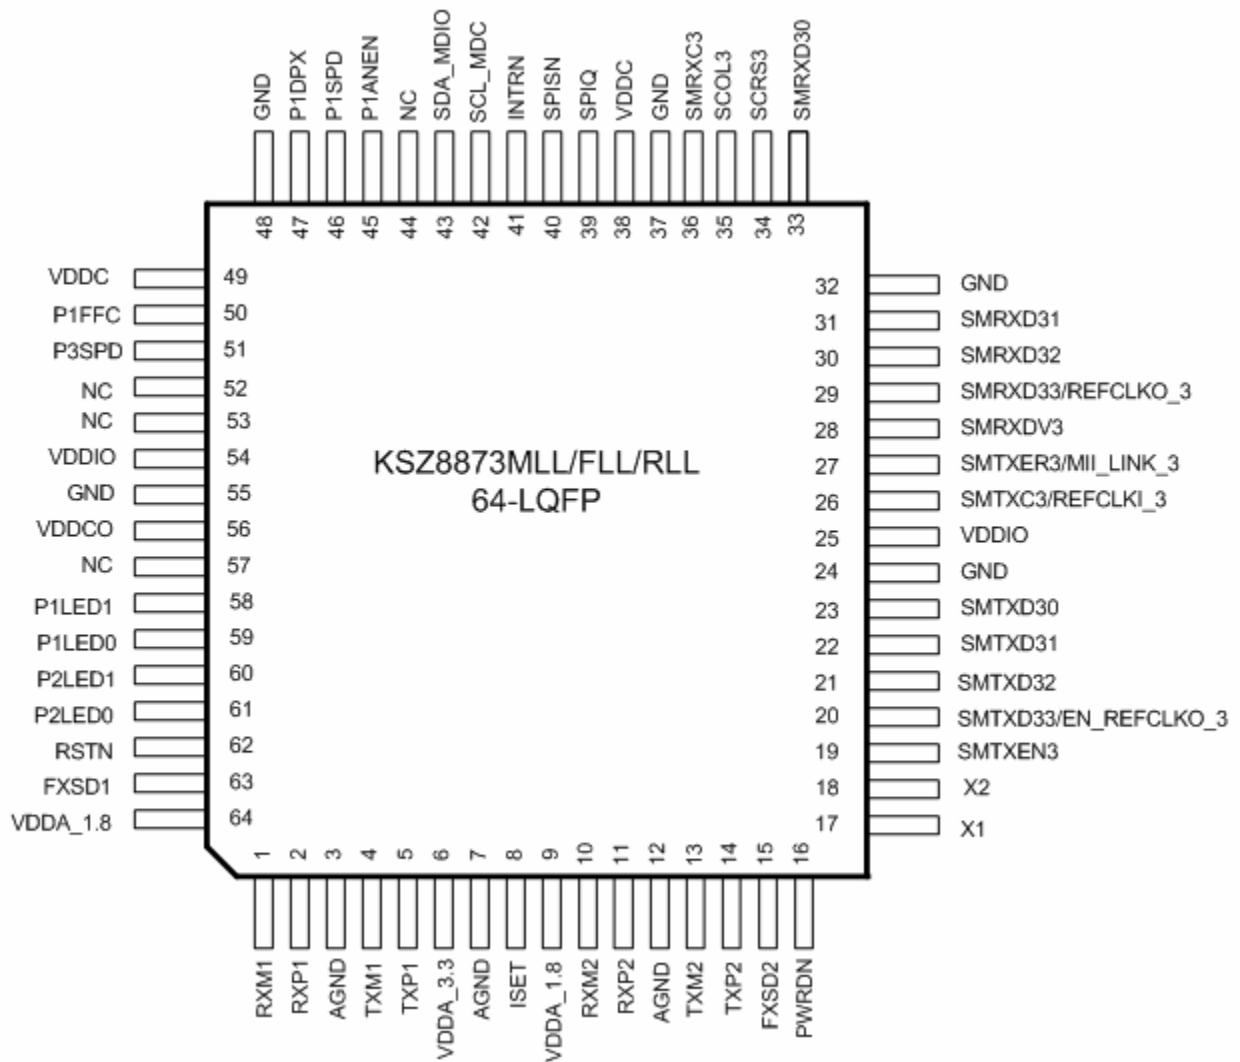 GND
P1DPX
P1SPD
P1ANEN
NC
SDA_MDIO
SCL_MDC
INTRN
SPISN
SPIQ
VDDC
GND
SMRXC3
SCOL3
SCRS3
SMRXD30
48 47 46 45 44 43 42 41 40 39 38 37 36 35 34 33
VDDC 49
P1FFC 50
P3SPD 51
NC 52
NC 53
VDDIO 54
GND 55
VDDCO 56
NC 57
P1LED1 58
P1LED0 59
P2LED1 60
P2LED0 61
RSTN 62
FXSD1 63
VDDA_1.8 64
KSZ8873MLL/FLL/RLL
64-LQFP
32 GND
31 SMRXD31
30 SMRXD32
29 SMRXD33/REFCLKO_3
28 SMRXDV3
27 SMTXER3/MII_LINK_3
26 SMTXC3/REFCLKI_3
25 VDDIO
24 GND
23 SMTXD30
22 SMTXD31
21 SMTXD32
20 SMTXD33/EN_REFCLKO_3
19 SMTXEN3
18 X2
17 X1
1 2 3 4 5 6 7 8 9 10 11 12 13 14 15 16
RXM1
RXP1
AGND
TXM1
TXP1
VDDA_3.3
AGND
ISET
VDDA_1.8
RXM2
RXP2
AGND
TXM2
TXP2
FXSD2
PWRDN